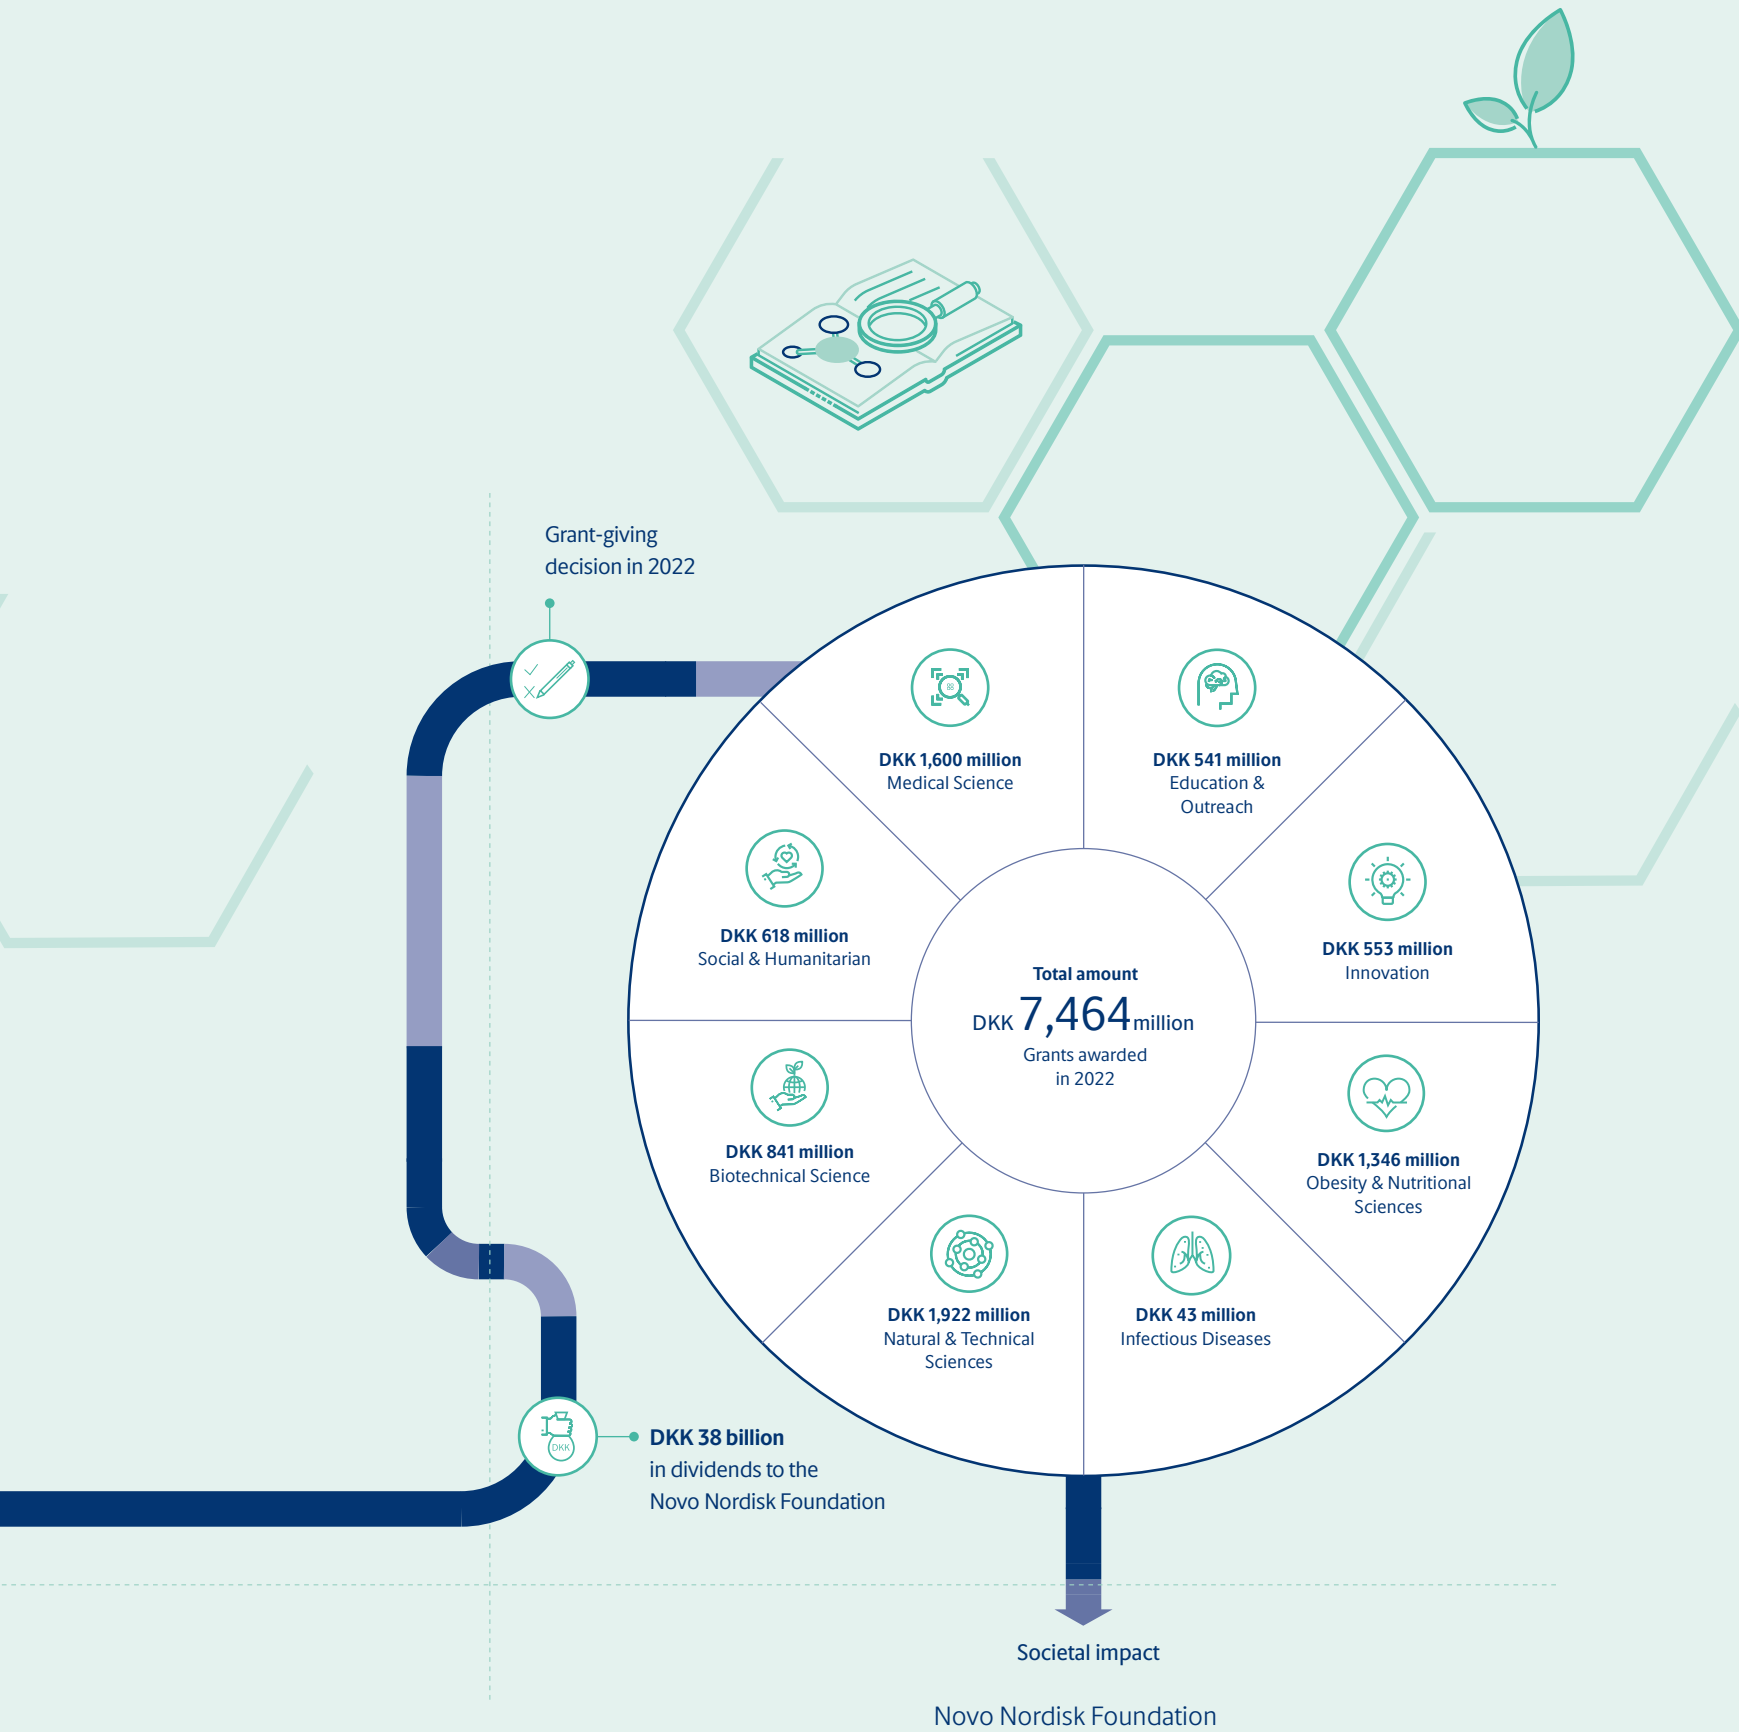 Grant-giving
decision in 2022
DKK 1,600 million
Medical Science
DKK 541 million
Education &
Outreach
DKK 618 million
Social & Humanitarian
DKK 553 million
Innovation
Total amount
DKK 7,464 million
Grants awarded
in 2022
DKK 841 million
Biotechnical Science
DKK 1,346 million
Obesity & Nutritional
Sciences
DKK 1,922 million
Natural & Technical
Sciences
DKK 43 million
Infectious Diseases
DKK
DKK 38 billion
in dividends to the
Novo Nordisk Foundation
Societal impact
Novo Nordisk Foundation